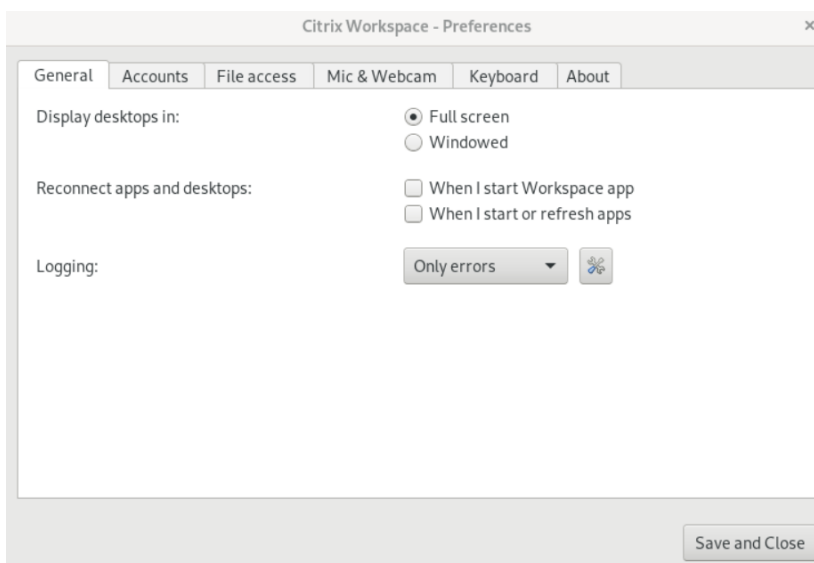 Citrix Workspace - Preferences
General Accounts File access Mic & Webcam Keyboard About
Display desktops in: Full screen
Windowed
Reconnect apps and desktops: When I start Workspace app
When I start or refresh apps
Logging: Only errors
Save and Close